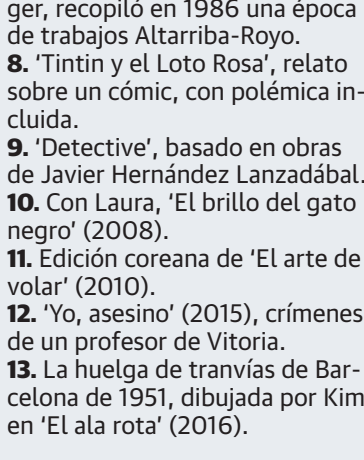 ger, recopiló en 1986 una época
de trabajos Altarriba-Royo.
8. 'Tintin y el Loto Rosa', relato
sobre un cómic, con polémica in-
cluida.
9. 'Detective', basado en obras
de Javier Hernández Lanzadábal.
10. Con Laura, 'El brillo del gato
negro' (2008).
11. Edición coreana de 'El arte de
volar' (2010).
12. 'Yo, asesino' (2015), crímenes
de un profesor de Vitoria.
13. La huelga de tranvías de Bar-
celona de 1951, dibujada por Kim
en 'El ala rota' (2016).